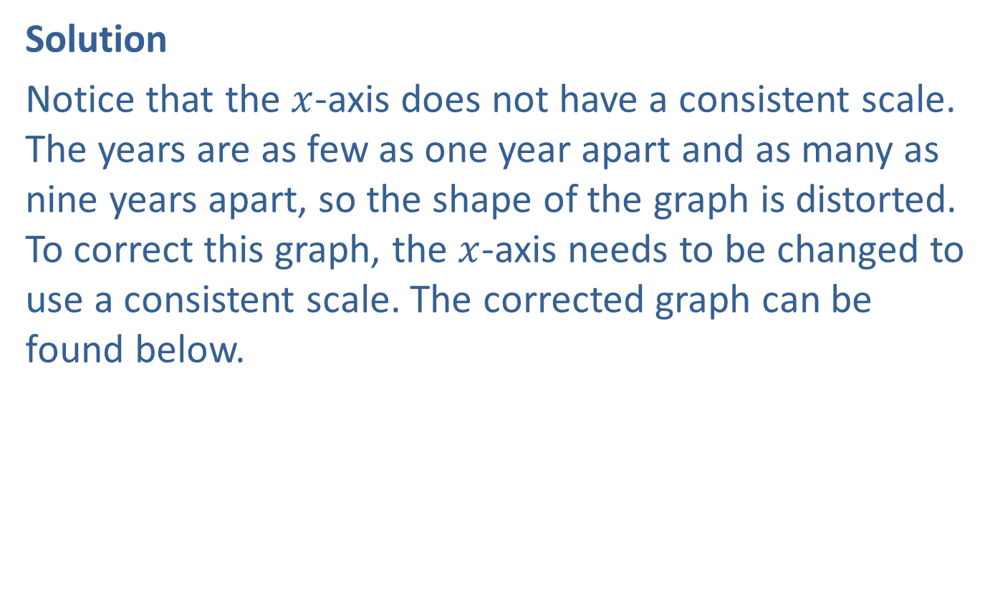 Solution
Notice that the x-axis does not have a consistent scale.
The years are as few as one year apart and as many as
nine years apart, so the shape of the graph is distorted.
To correct this graph, the x-axis needs to be changed to
use a consistent scale. The corrected graph can be
found below.